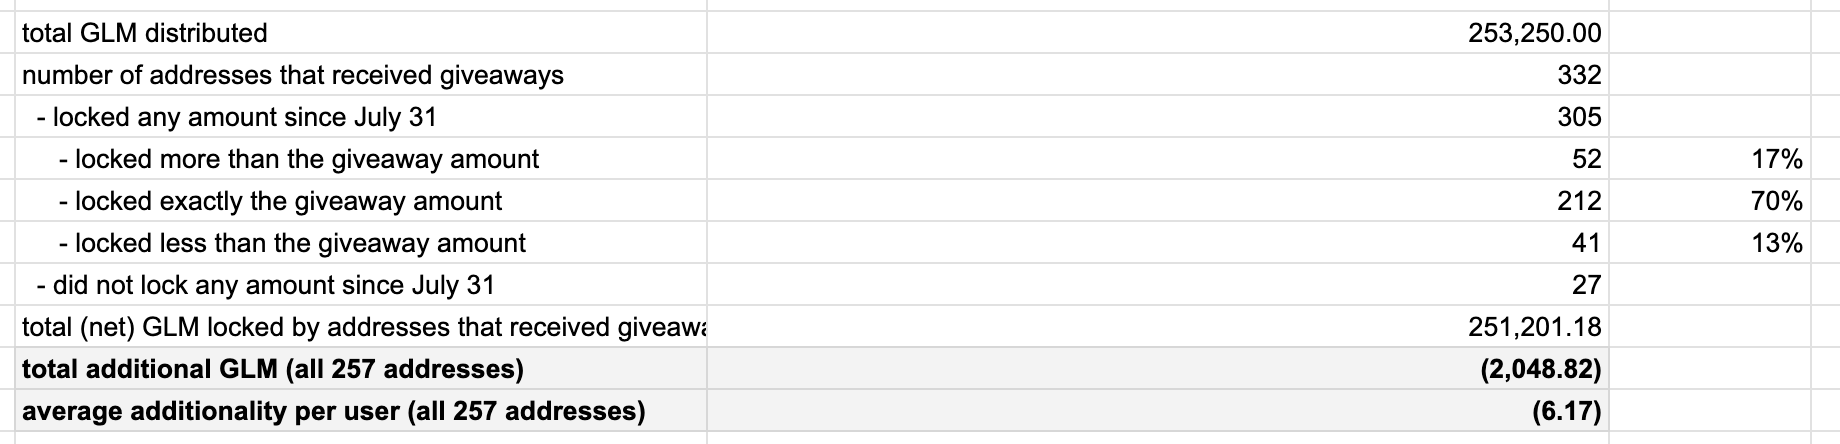 total GLM distributed 253,250.00
number of addresses that received giveaways 332
- locked any amount since July 31 305
- locked more than the giveaway amount 52 17%
- locked exactly the giveaway amount 212 70%
- locked less than the giveaway amount 41 13%
- did not lock any amount since July 31 27
total (net) GLM locked by addresses that received 251,201.18
total additional GLM (all 257 addresses) (2,048.82)
average additionality per user (all 257 addresses) (6.17)